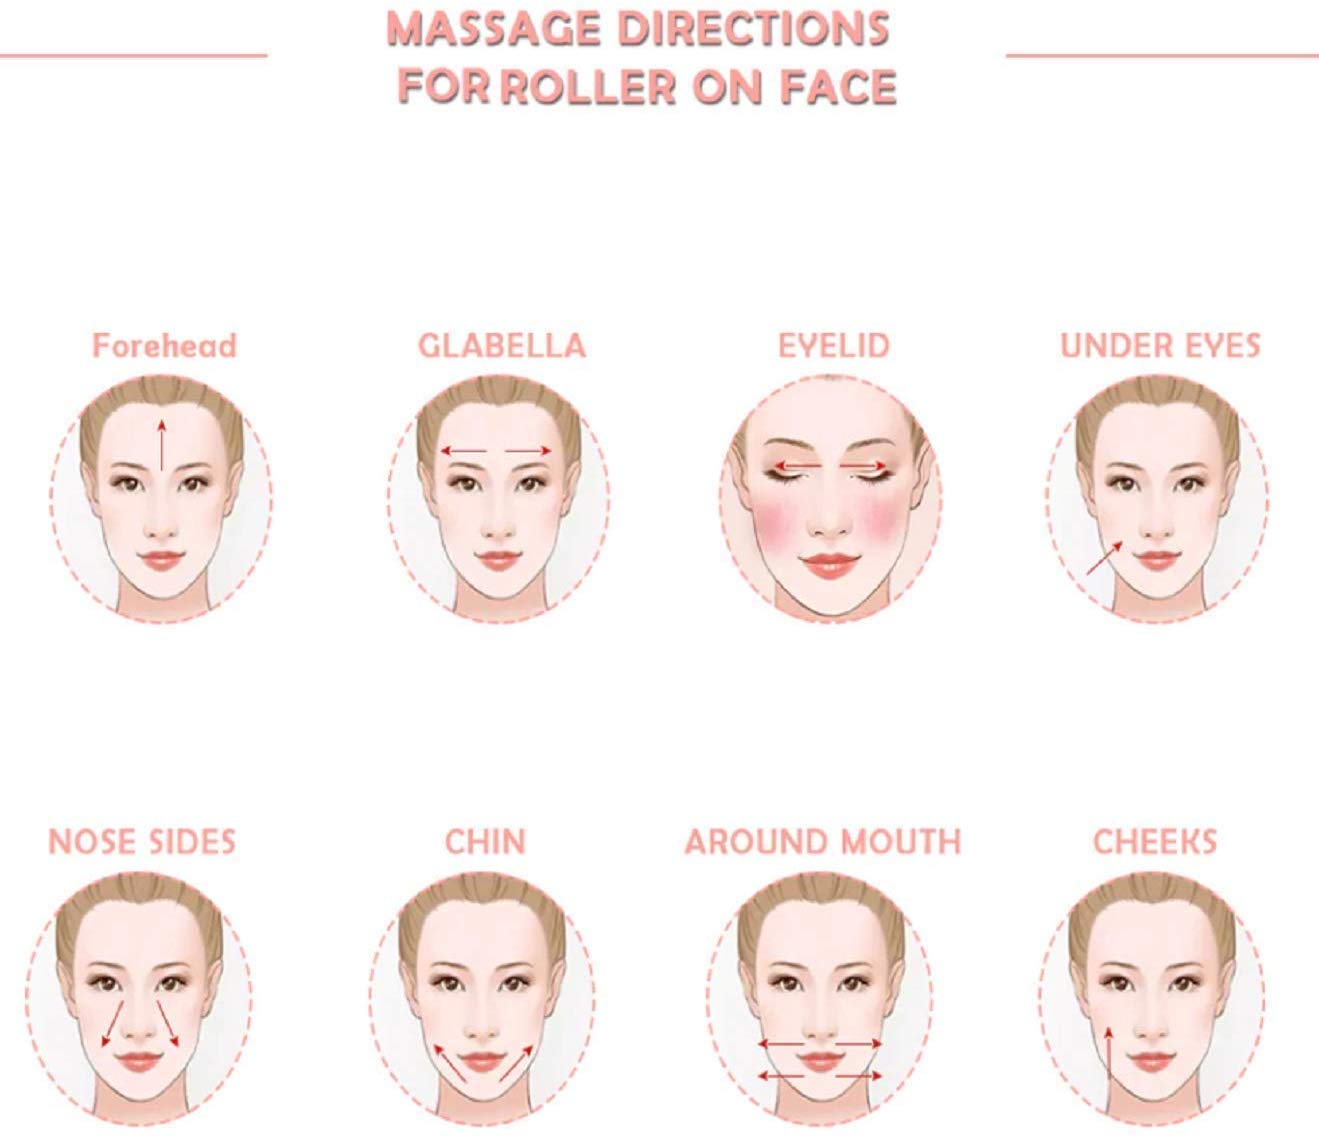 MASSAGE DIRECTIONS
FOR ROLLER ON FACE
Forehead
GLABELLA
EYELID
UNDER EYES
NOSE SIDES
CHIN
AROUND MOUTH
CHEEKS